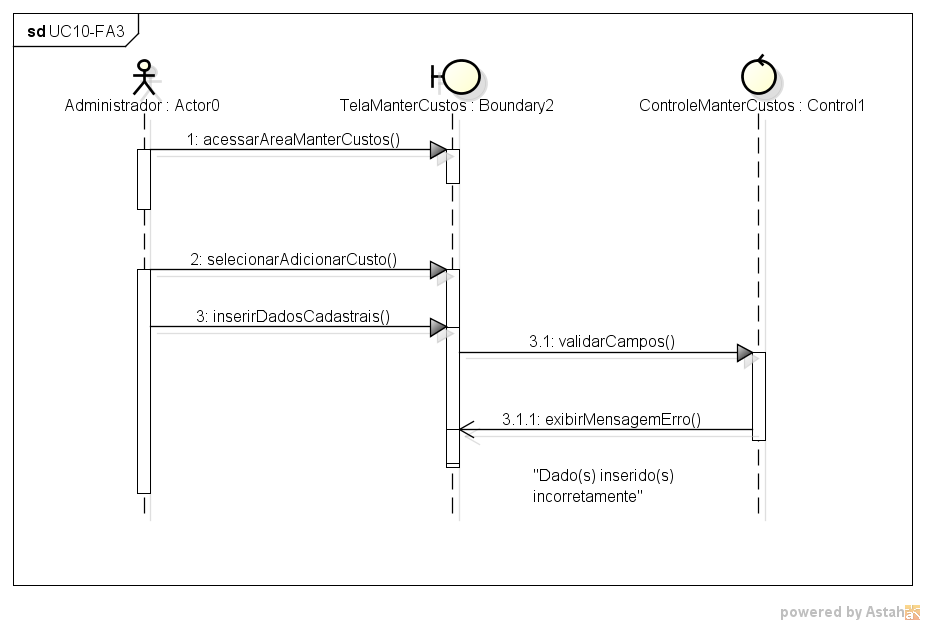 sd UC10-FA3
Administrador : Actor0
TelaManterCustos : Boundary2
ControleManterCustos : Control1
1: acessarAreaManterCustos()
2: selecionarAdicionarCusto()
3: inserirDadosCadastrais()
3.1: validarCampos()
3.1.1: exibirMensagemErro()
"Dado(s) inserido(s)
incorretamente"
powered by Astah